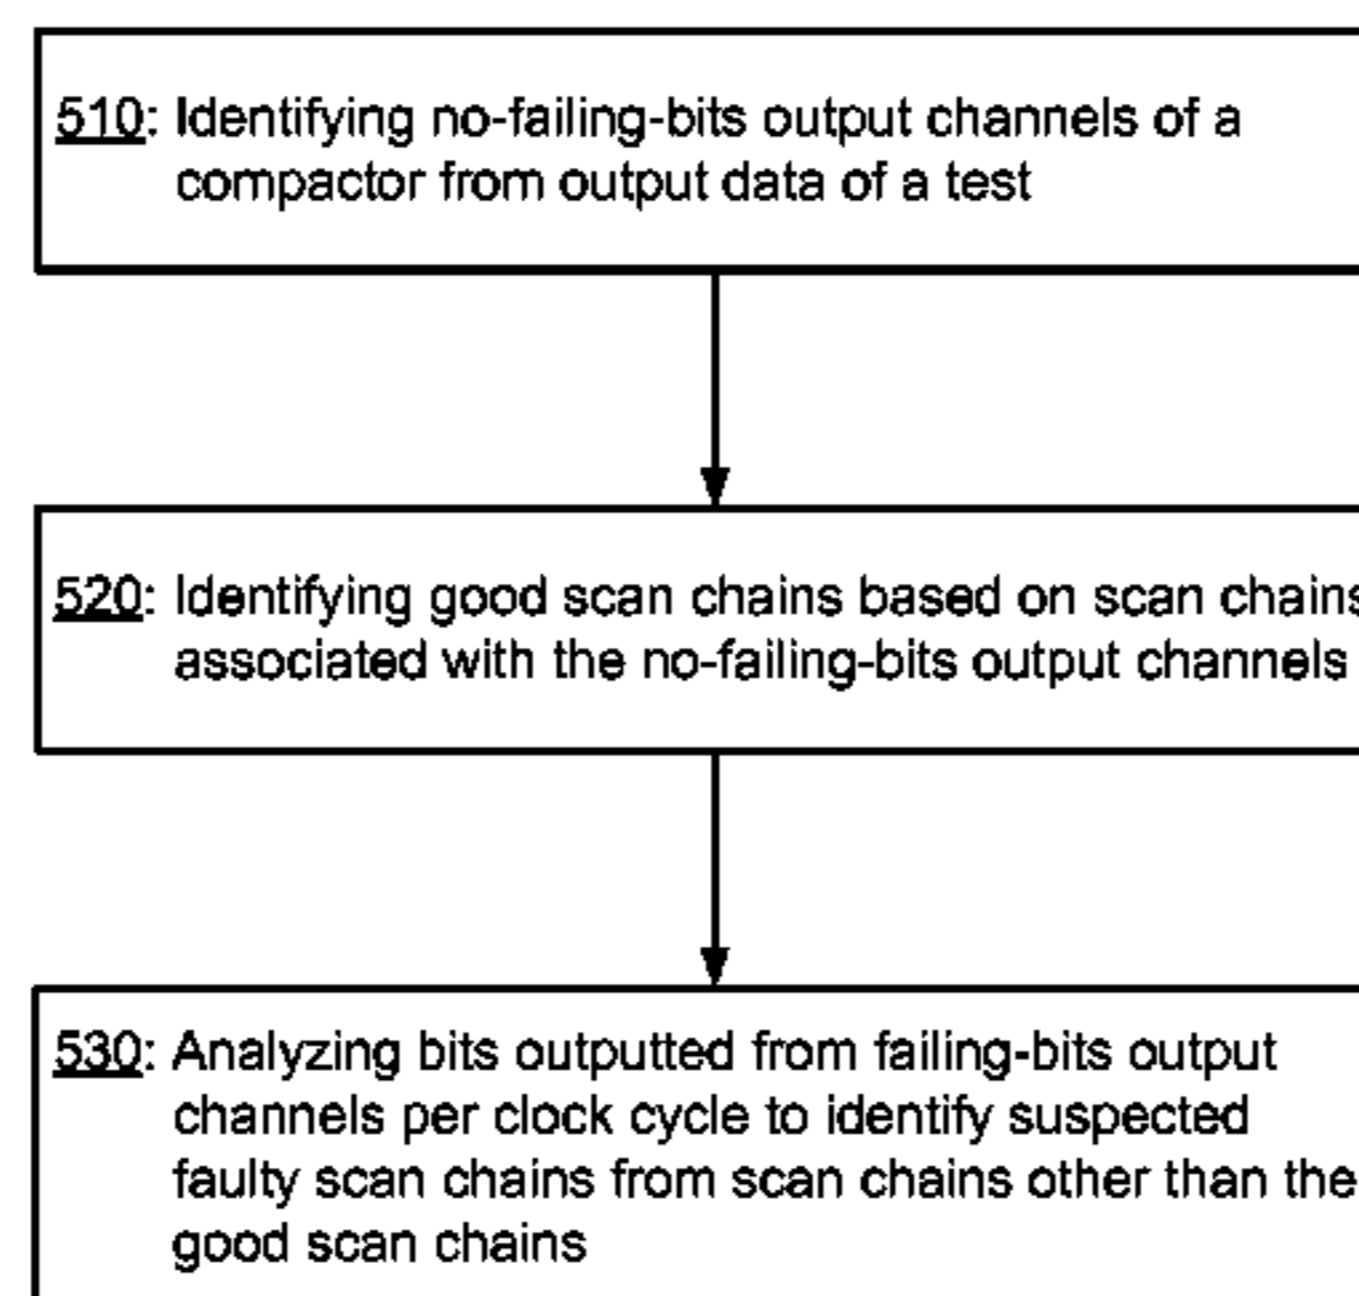 510: Identifying no-failing-bits output channels of a
compactor from output data of a test
520: Identifying good scan chains based on scan chains
associated with the no-failing-bits output channels
530: Analyzing bits outputted from failing-bits output
channels per clock cycle to identify suspected
faulty scan chains from scan chains other than the
good scan chains